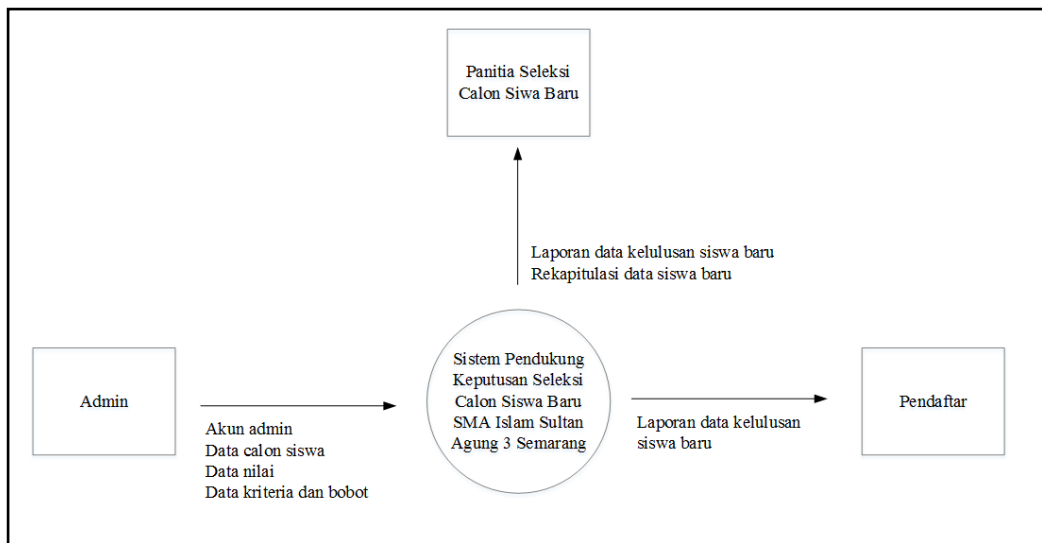 Panitia Seleksi
Calon Siwa Baru
Laporan data kelulusan siswa baru
Rekapitulasi data siswa baru
Admin
Akun admin
Data calon siswa
Data nilai
Data kriteria dan bobot
Sistem Pendukung
Keputusan Seleksi
Calon Siswa Baru
SMA Islam Sultan
Agung 3 Semarang
Laporan data kelulusan
siswa baru
Pendaftar